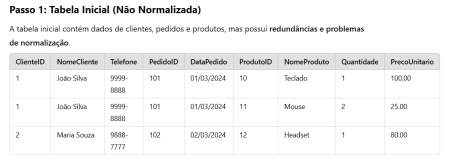 Passo 1: Tabela Inicial (Não Normalizada)
A tabela inicial contém dados de clientes, pedidos e produtos, mas possui redundâncias e problemas
de normalização.
ClienteID NomeCliente Telefone PedidoID DataPedido ProdutoID NomeProduto Quantidade PrecoUnitario
1 João Silva 9999- 101 01/03/2024 10 Teclado 1 100.00
8888
1 João Silva 9999- 101 01/03/2024 11 Mouse 2 25.00
8888
2 Maria Souza 9888- 102 02/03/2024 12 Headset 1 80.00
7777